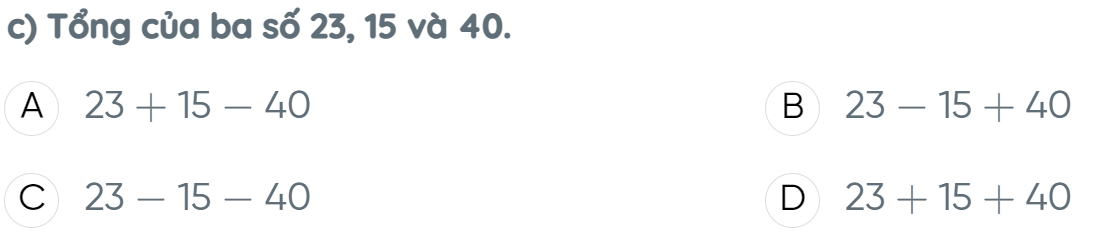 c) Tổng của ba số 23, 15 và 40.
A 23 + 15 – 40
B 23 – 15 + 40
C 23 – 15 – 40
D 23 + 15 + 40